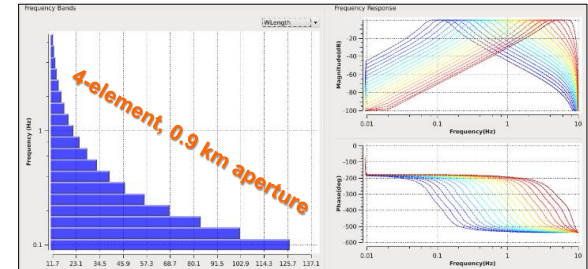 Frequency Bands
WLength
Frequency (Hz)
1
0.1
4-element, 0.9 km aperture
11.7 23.1 34.5 45.9 57.3 68.7 80.1 91.5 102.9 114.3 125.7 137.1
Frequency Response
Magnitude(dB)
0
-20
-40
-60
-80
-100
0.01 0.1 1 10
Frequency(Hz)
Phase(deg)
0
-100
-200
-300
-400
-500
-600
0.01 0.1 1 10
Frequency(Hz)